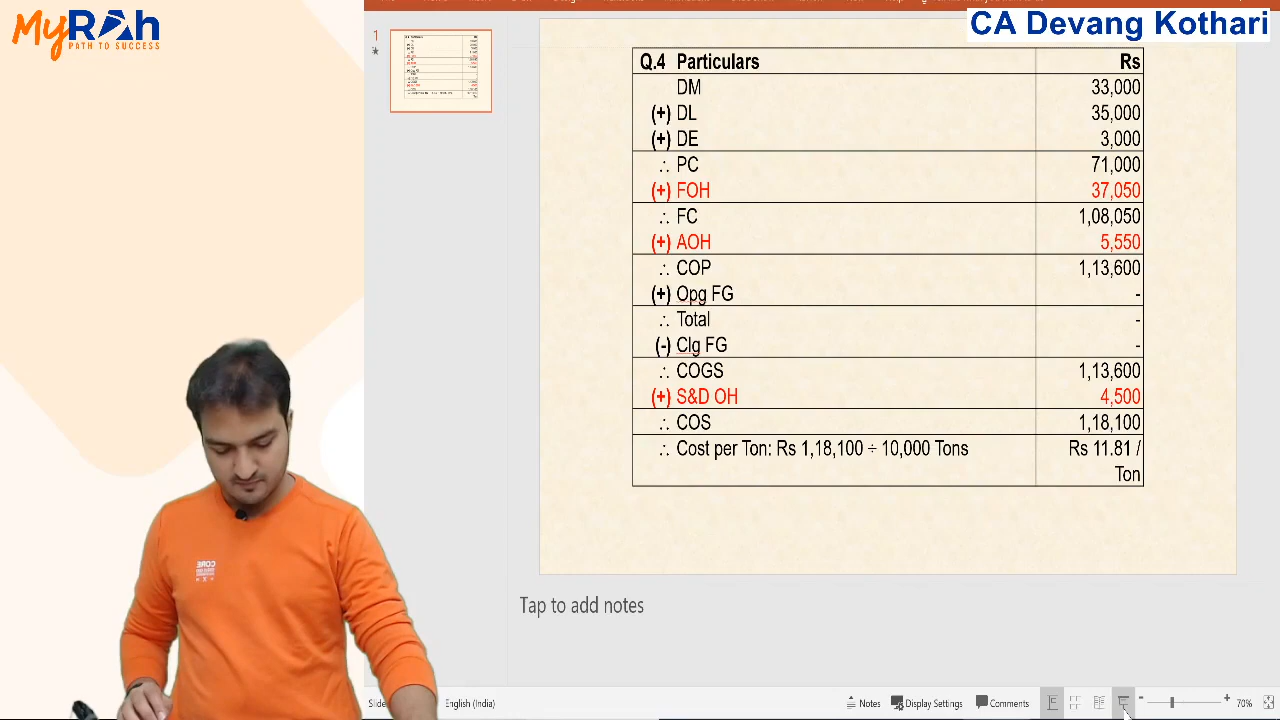 MyRAh
PATH TO SUCCESS
CA Devang Kothari
1
Q.4 Particulars Rs
DM 33,000
(+) DL 35,000
(+) DE 3,000
∴ PC 71,000
(+) FOH 37,050
∴ FC 1,08,050
(+) AOH 5,550
∴ COP 1,13,600
(+) Opg FG -
∴ Total -
(-) Clg FG -
∴ COGS 1,13,600
(+) S&D OH 4,500
∴ COS 1,18,100
∴ Cost per Ton: Rs 1,18,100 ÷ 10,000 Tons Rs 11.81 /
Ton
Tap to add notes
English (India) Notes Display Settings Comments 70%